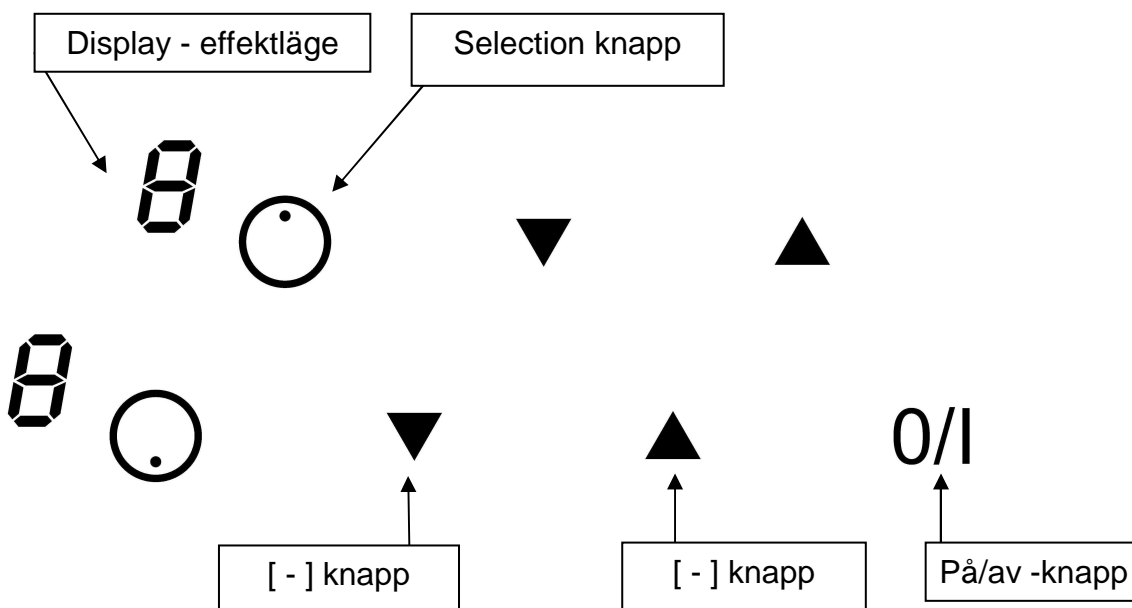 Display - effektläge
Selection knapp
8
8
0/I
[ - ] knapp
[ - ] knapp
På/av -knapp